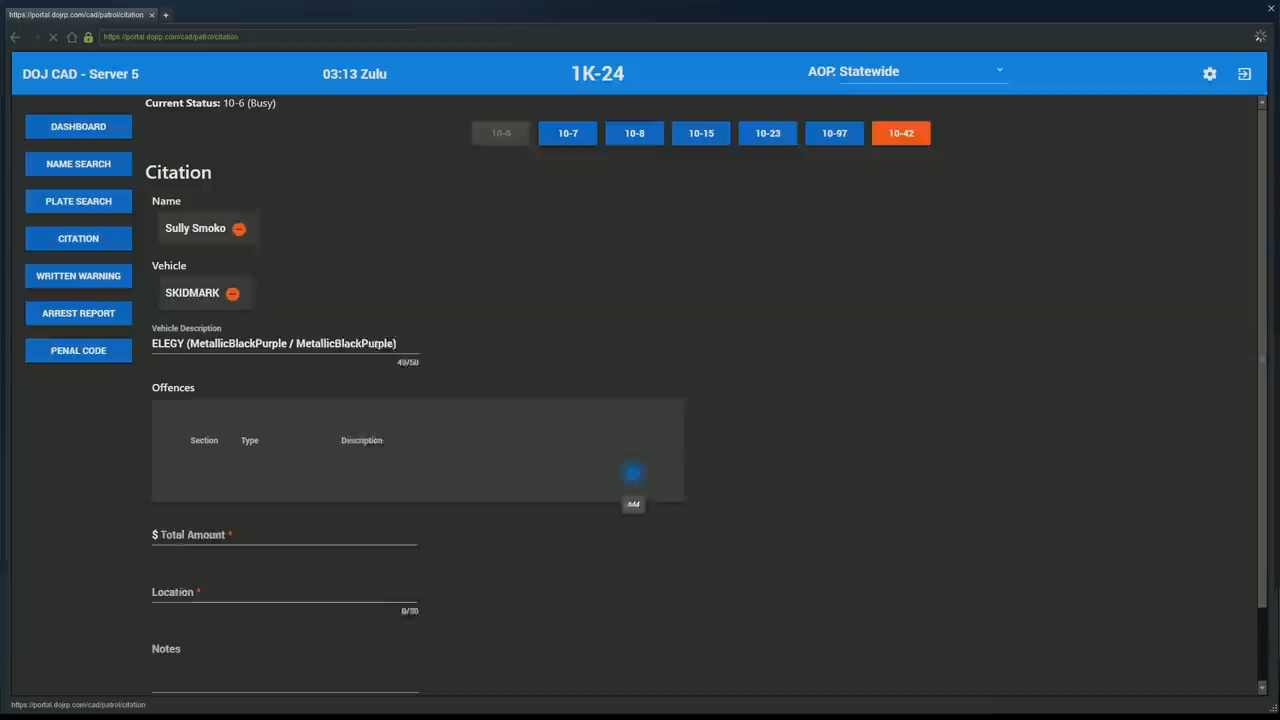 https://portal.dojrp.com/cad/patrol/citation
https://portal.dojrp.com/cad/patrol/citation
DOJ CAD - Server 5
03:13 Zulu
1K-24
AOP: Statewide
Current Status: 10-6 (Busy)
10-6
10-7
10-8
10-15
10-23
10-97
10-42
DASHBOARD
NAME SEARCH
PLATE SEARCH
CITATION
WRITTEN WARNING
ARREST REPORT
PENAL CODE
Citation
Name
Sully Smoko
Vehicle
SKIDMARK
Vehicle Description
ELEGY (MetallicBlackPurple / MetallicBlackPurple)
Offences
Section Type Description
Add
$ Total Amount *
Location *
Notes
https://portal.dojrp.com/cad/patrol/citation